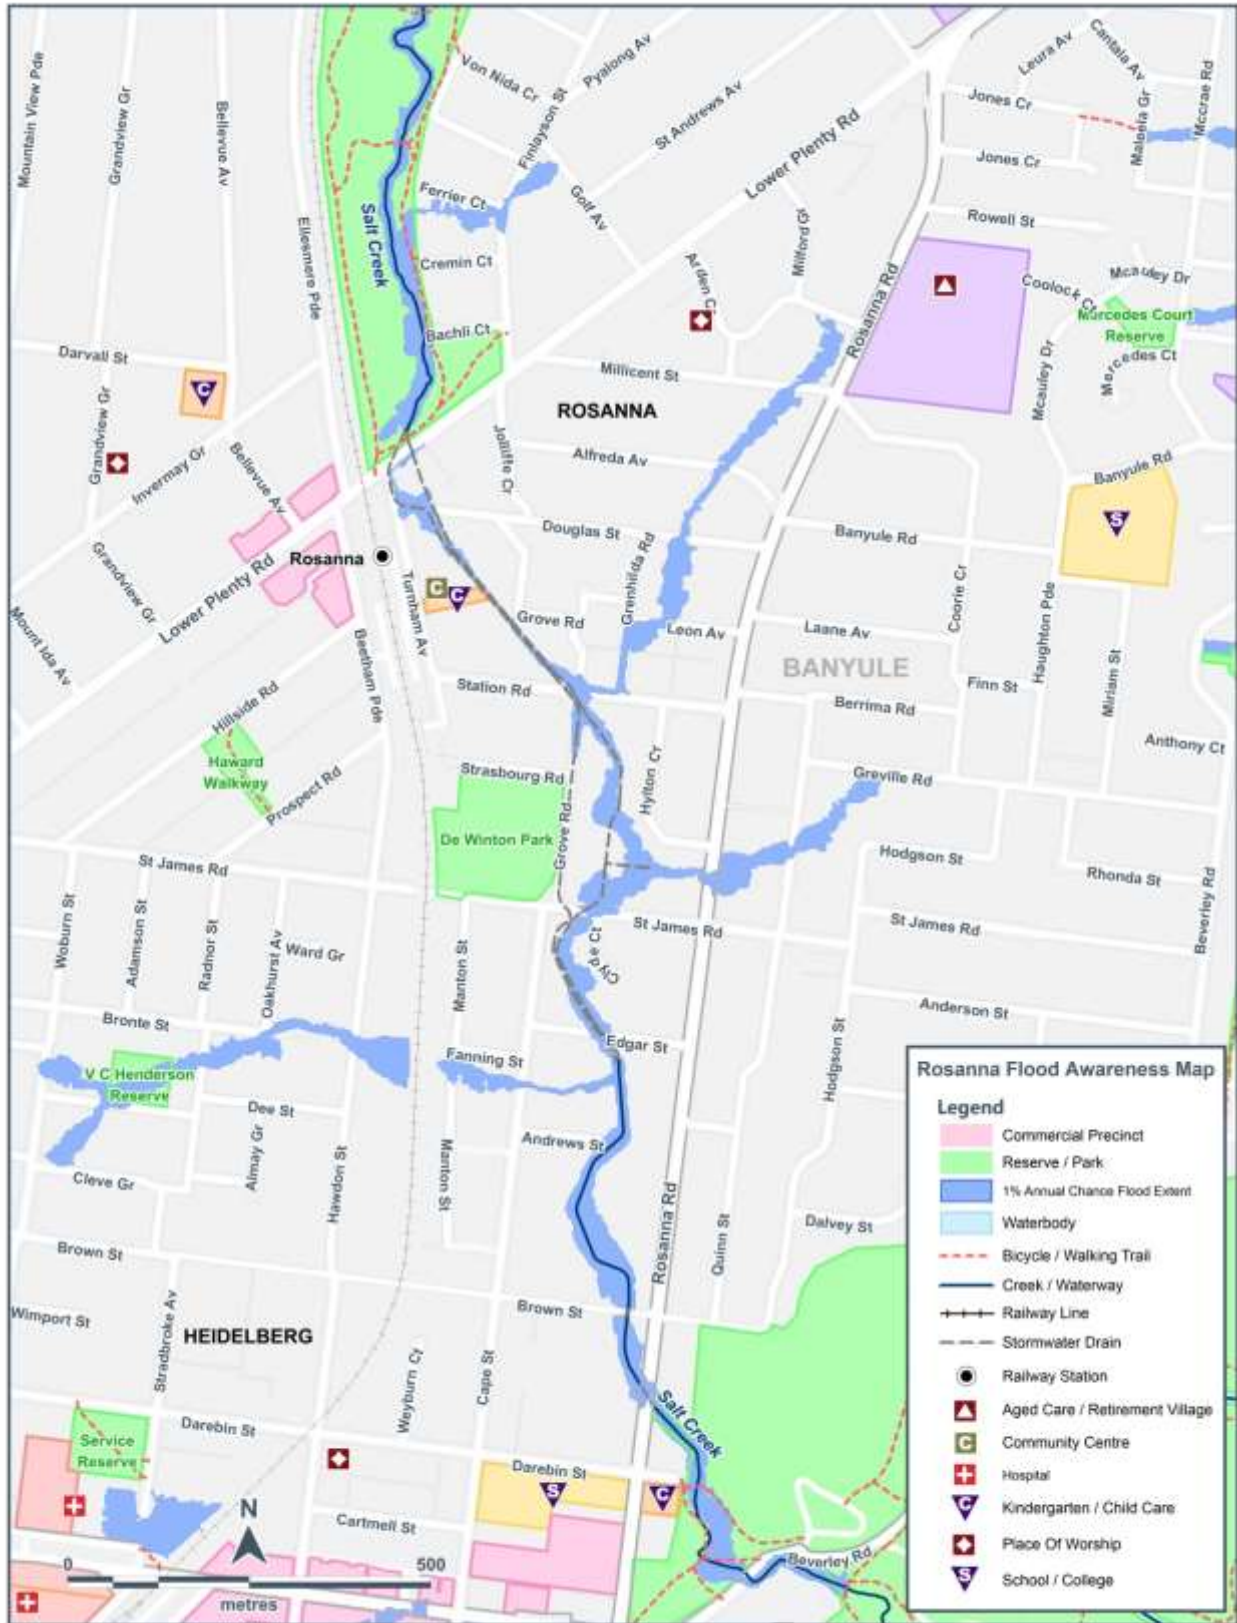 Mountain View Pde
Grandview Gr
Bellevue Av
Ellesmere Pde
Salt Creek
Von Nida Cr
Pyalong Av
Finlayson St
St Andrews Av
Lower Plenty Rd
Leura Av
Cantala Av
Mccrae Rd
Jones Cr
Maleela Gr
Jones Cr
Ferrier Ct
Golf Av
Cremin Ct
Milford Gr
Rowell St
Arden C
Rosanna Rd
Mcauley Dr
Coolock Ct
Mercedes Court
Reserve
Mercedes Ct
Mcauley Dr
Bachli Ct
Darvall St
C
Millicent St
ROSANNA
Grandview Gr
Invermay Gr
Bellevue Av
Jolliffe Cr
Alfreda Av
Banyule Rd
S
Douglas St
Banyule Rd
Rosanna
Grandview Gr
Lower Plenty Rd
Turnham Av
C
C
Grenhilda Rd
Coorie Cr
Grove Rd
Leon Av
Laane Av
Haughton Pde
Mount Ida Av
Beetham Pde
BANYULE
Miriam St
Station Rd
Finn St
Berrima Rd
Hillside Rd
Anthony Ct
Haward
Walkway
Prospect Rd
Strasbourg Rd
Hylton Cr
Greville Rd
De Winton Park
Grove Rd
St James Rd
Hodgson St
Rhonda St
Woburn St
Adamson St
Radnor St
Oakhurst Av
Ward Gr
Manton St
Clyde Ct
St James Rd
St James Rd
Beverley Rd
Anderson St
Bronte St
Edgar St
Fanning St
Hodgson St
V C Henderson
Reserve
Dee St
Almay Gr
Andrews St
Manton St
Cleve Gr
Hawdon St
Rosanna Rd
Quinn St
Dalvey St
Brown St
Brown St
Wimport St
Stradbroke Av
HEIDELBERG
Weyburn Ct
Cape St
Salt Creek
Darebin St
Service
Reserve
Darebin St
S
C
Cartmell St
Beverley Rd
N
0
500
metres
Rosanna Flood Awareness Map
Legend
Commercial Precinct
Reserve / Park
1% Annual Chance Flood Extent
Waterbody
Bicycle / Walking Trail
Creek / Waterway
Railway Line
Stormwater Drain
Railway Station
Aged Care / Retirement Village
C Community Centre
Hospital
C Kindergarten / Child Care
Place Of Worship
S School / College